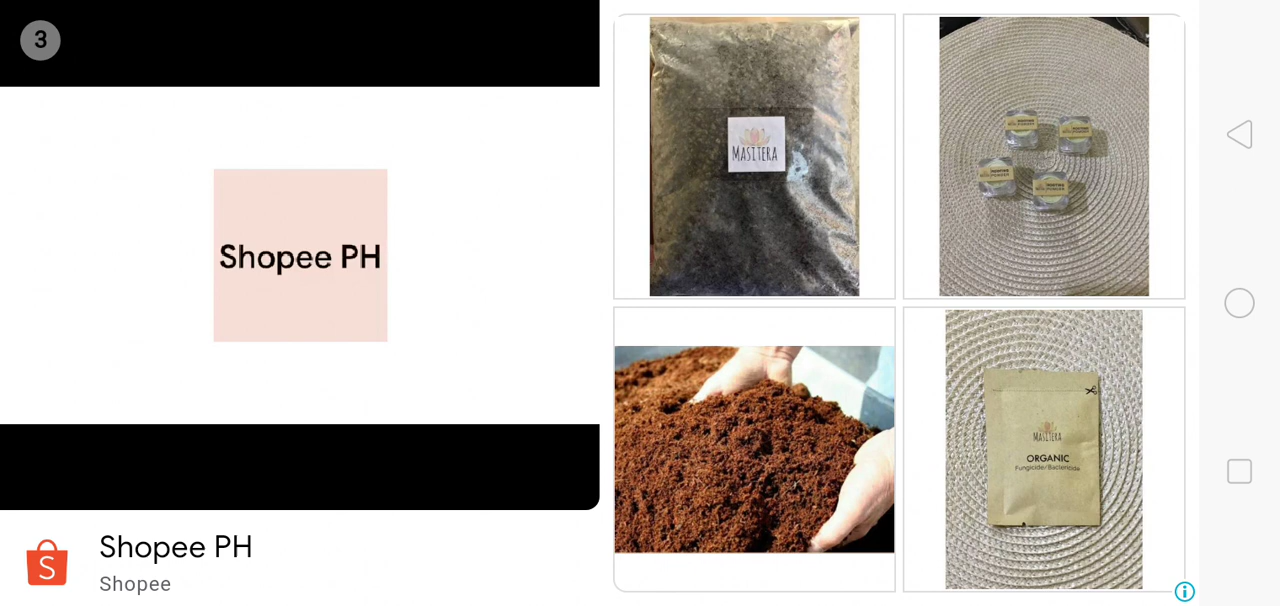 3
Shopee PH
Shopee PH
Shopee
MASITERA
MASITERA
ORGANIC
Fungicide/Bactericide